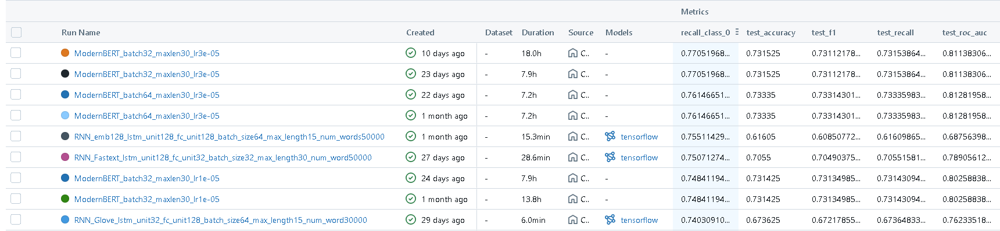 Metrics
Run Name Created Dataset Duration Source Models recall_class_0 test_accuracy test_f1 test_recall test_roc_auc
ModernBERT_batch32_maxlen30_lr3e-05 10 days ago - 18.0h C... - 0.77051968... 0.731525 0.73112178... 0.73153864... 0.81138306...
ModernBERT_batch32_maxlen30_lr3e-05 23 days ago - 7.9h C... - 0.77051968... 0.731525 0.73112178... 0.73153864... 0.81138306...
ModernBERT_batch64_maxlen30_lr3e-05 22 days ago - 7.2h C... - 0.76146651... 0.73335 0.73314301... 0.73335983... 0.81281958...
ModernBERT_batch64_maxlen30_lr3e-05 1 month ago - 7.2h C... - 0.76146651... 0.73335 0.73314301... 0.73335983... 0.81281958...
RNN_emb128_lstm_unit128_fc_unit128_batch_size64_max_length15_num_words50000 1 month ago - 15.3min C... tensorflow 0.75511429... 0.61605 0.60850772... 0.61609865... 0.68756398...
RNN_Fastext_lstm_unit128_fc_unit32_batch_size32_max_length30_num_word50000 27 days ago - 28.6min C... tensorflow 0.75071274... 0.7055 0.70490375... 0.70551581... 0.78905612...
ModernBERT_batch32_maxlen30_lr1e-05 24 days ago - 7.9h C... - 0.74841194... 0.731425 0.73134985... 0.73143094... 0.80258838...
ModernBERT_batch32_maxlen30_lr1e-05 1 month ago - 13.8h C... - 0.74841194... 0.731425 0.73134985... 0.73143094... 0.80258838...
RNN_Glove_lstm_unit32_fc_unit128_batch_size64_max_length15_num_word30000 29 days ago - 6.0min C... tensorflow 0.74030910... 0.673625 0.67217855... 0.67364833... 0.76233518...